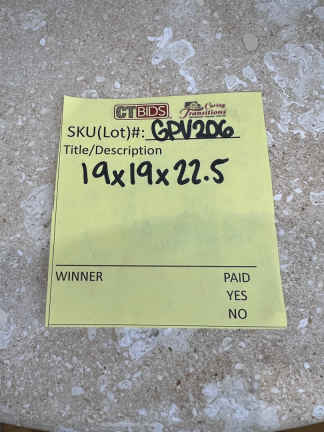 CTBIDS Caring Transitions
SKU(Lot)#: GPV206
Title/Description
19x19x22.5
WINNER PAID
YES
NO